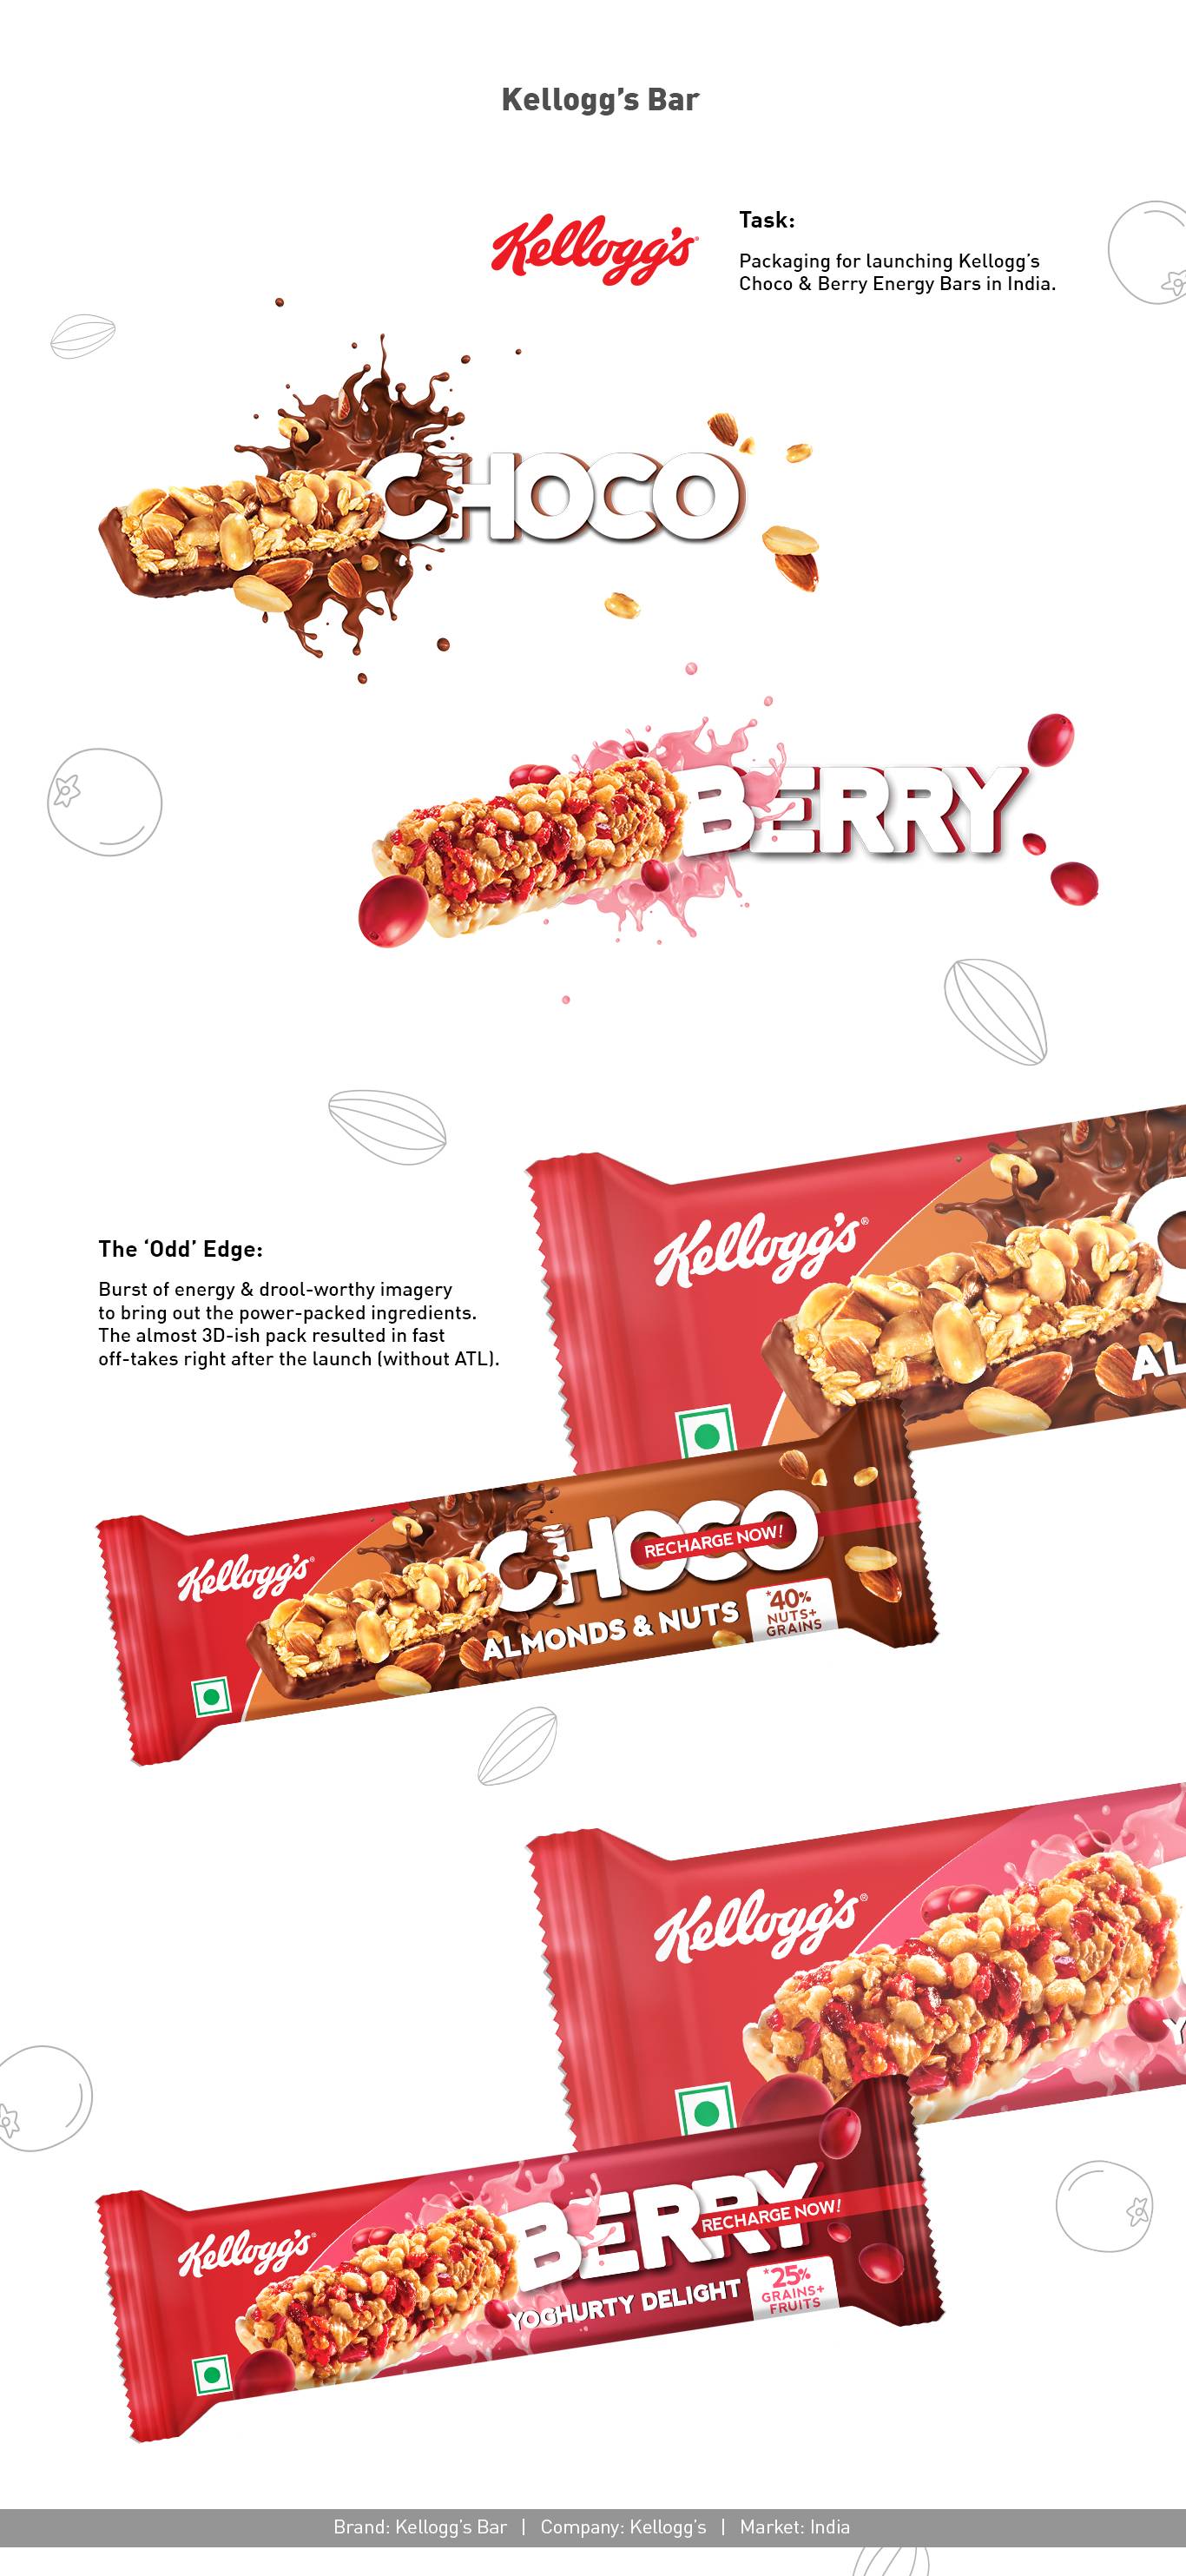 Kellogg's Bar
Kellogg's
Task:
Packaging for launching Kellogg's
Choco & Berry Energy Bars in India.
CHOCO
BERRY
The ‘Odd’ Edge:
Burst of energy & drool-worthy imagery
to bring out the power-packed ingredients.
The almost 3D-ish pack resulted in fast
off-takes right after the launch (without ATL).
Kellogg's®
C
AL
Kellogg's
CHOCO
RECHARGE NOW!
ALMONDS & NUTS
*40%
NUTS+
GRAINS
Kellogg's®
Y
Kellogg's
BERRY
RECHARGE NOW!
YOGHURTY DELIGHT
*25%
GRAINS+
FRUITS
Brand: Kellogg's Bar | Company: Kellogg's | Market: India